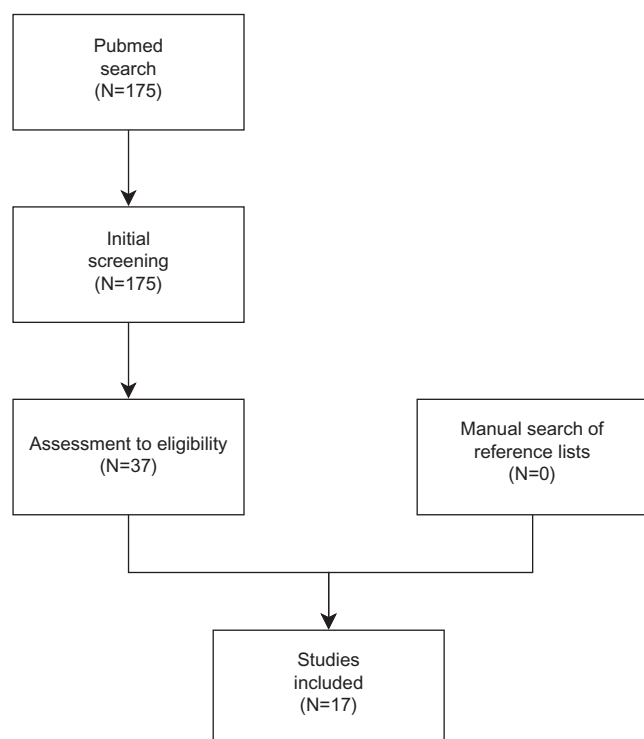 Pubmed
search
(N=175)
Initial
screening
(N=175)
Assessment to eligibility
(N=37)
Manual search of
reference lists
(N=0)
Studies
included
(N=17)